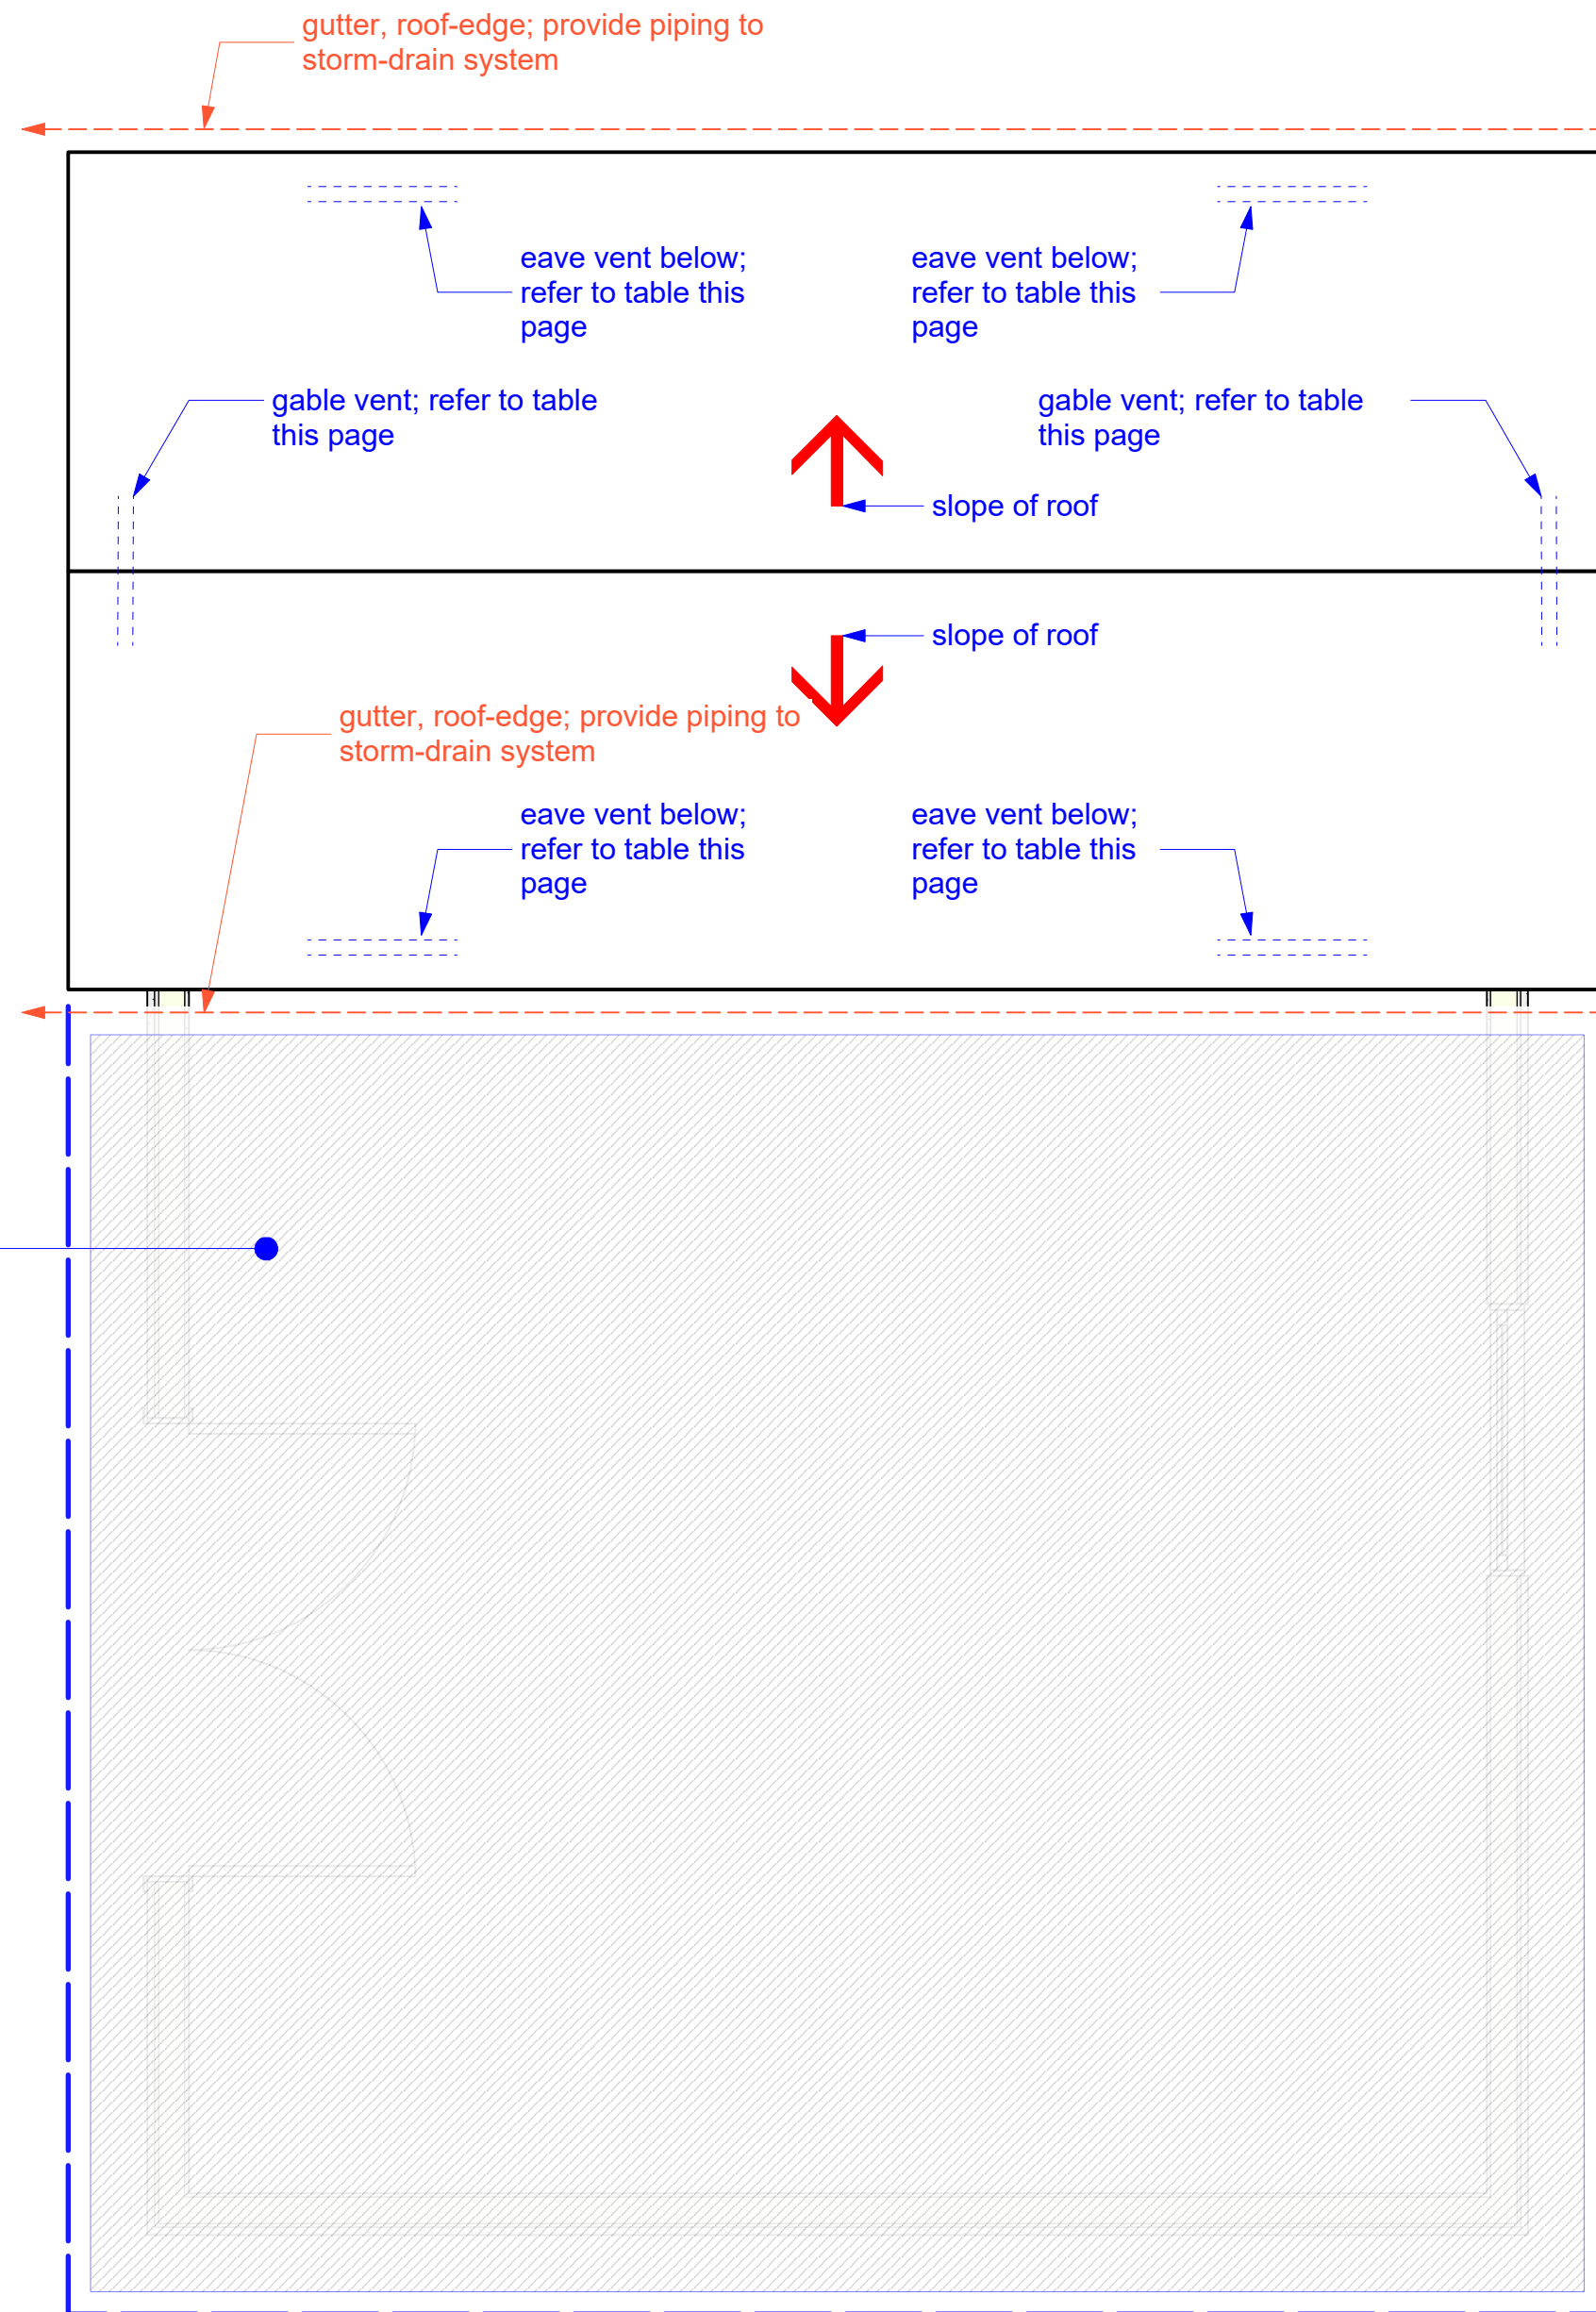 gutter, roof-edge; provide piping to
storm-drain system
eave vent below;
refer to table this
page
eave vent below;
refer to table this
page
gable vent; refer to table
this page
gable vent; refer to table
this page
slope of roof
slope of roof
gutter, roof-edge; provide piping to
storm-drain system
eave vent below;
refer to table this
page
eave vent below;
refer to table this
page